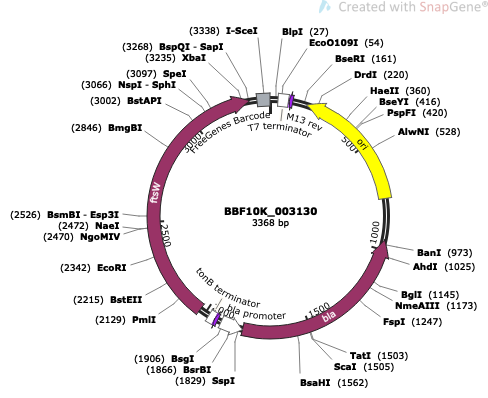 Created with SnapGene®
(3338) I-SceI
BlpI (27)
(3268) BspQI - SapI
EcoO109I (54)
(3235) XbaI
BseRI (161)
(3097) SpeI
DrdI (220)
(3066) NspI - SphI
HaeII (360)
(3002) BstAPI
BseYI (416)
PspFI (420)
(2846) BmgBI
AlwNI (528)
FreeGenes Barcode
T7 terminator
M13 rev
ori
500
3000
ftsW
BBF10K_003130
3368 bp
(2526) BsmBI - Esp3I
(2472) NaeI
(2470) NgoMIV
2500
1000
BanI (973)
AhdI (1025)
(2342) EcoRI
(2215) BstEII
(2129) PmlI
tonB terminator
bla promoter
1500
bla
BglI (1145)
NmeAIII (1173)
FspI (1247)
(1906) BsgI
(1866) BsrBI
(1829) SspI
TatI (1503)
ScaI (1505)
BsaHI (1562)